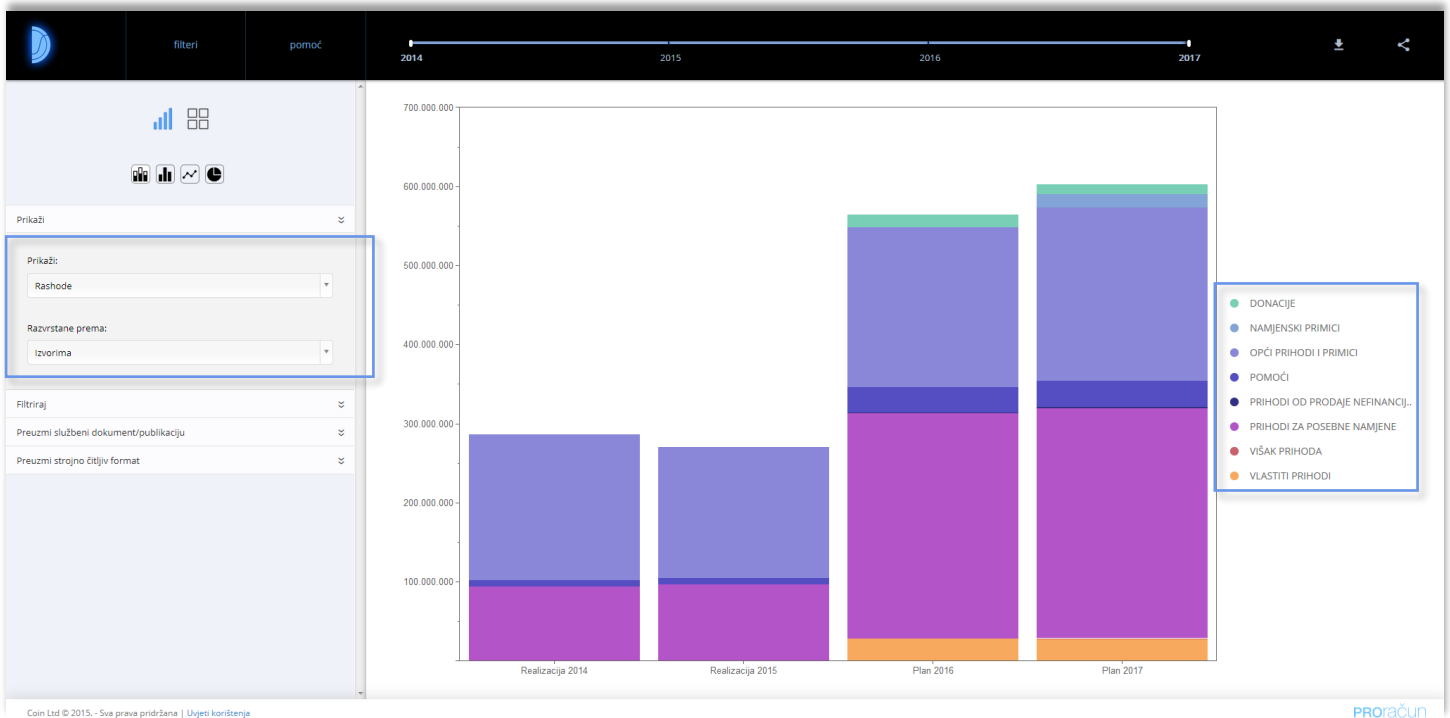 filteri
pomoć
2014
2015
2016
2017
Prikaži
Prikaži:
Rashode
Razvrstane prema:
Izvorima
Filtriraj
Preuzmi službeni dokument/publikaciju
Preuzmi strojno čitljiv format
700.000.000
600.000.000
500.000.000
400.000.000
300.000.000
200.000.000
100.000.000
Realizacija 2014
Realizacija 2015
Plan 2016
Plan 2017
DONACIJE
NAMJENSKI PRIMICI
OPĆI PRIHODI I PRIMICI
POMOĆI
PRIHODI OD PRODAJE NEFINANCIJ..
PRIHODI ZA POSEBNE NAMJENE
VIŠAK PRIHODA
VLASTITI PRIHODI
Coin Ltd © 2015. - Sva prava pridržana | Uvjeti korištenja
PROračun